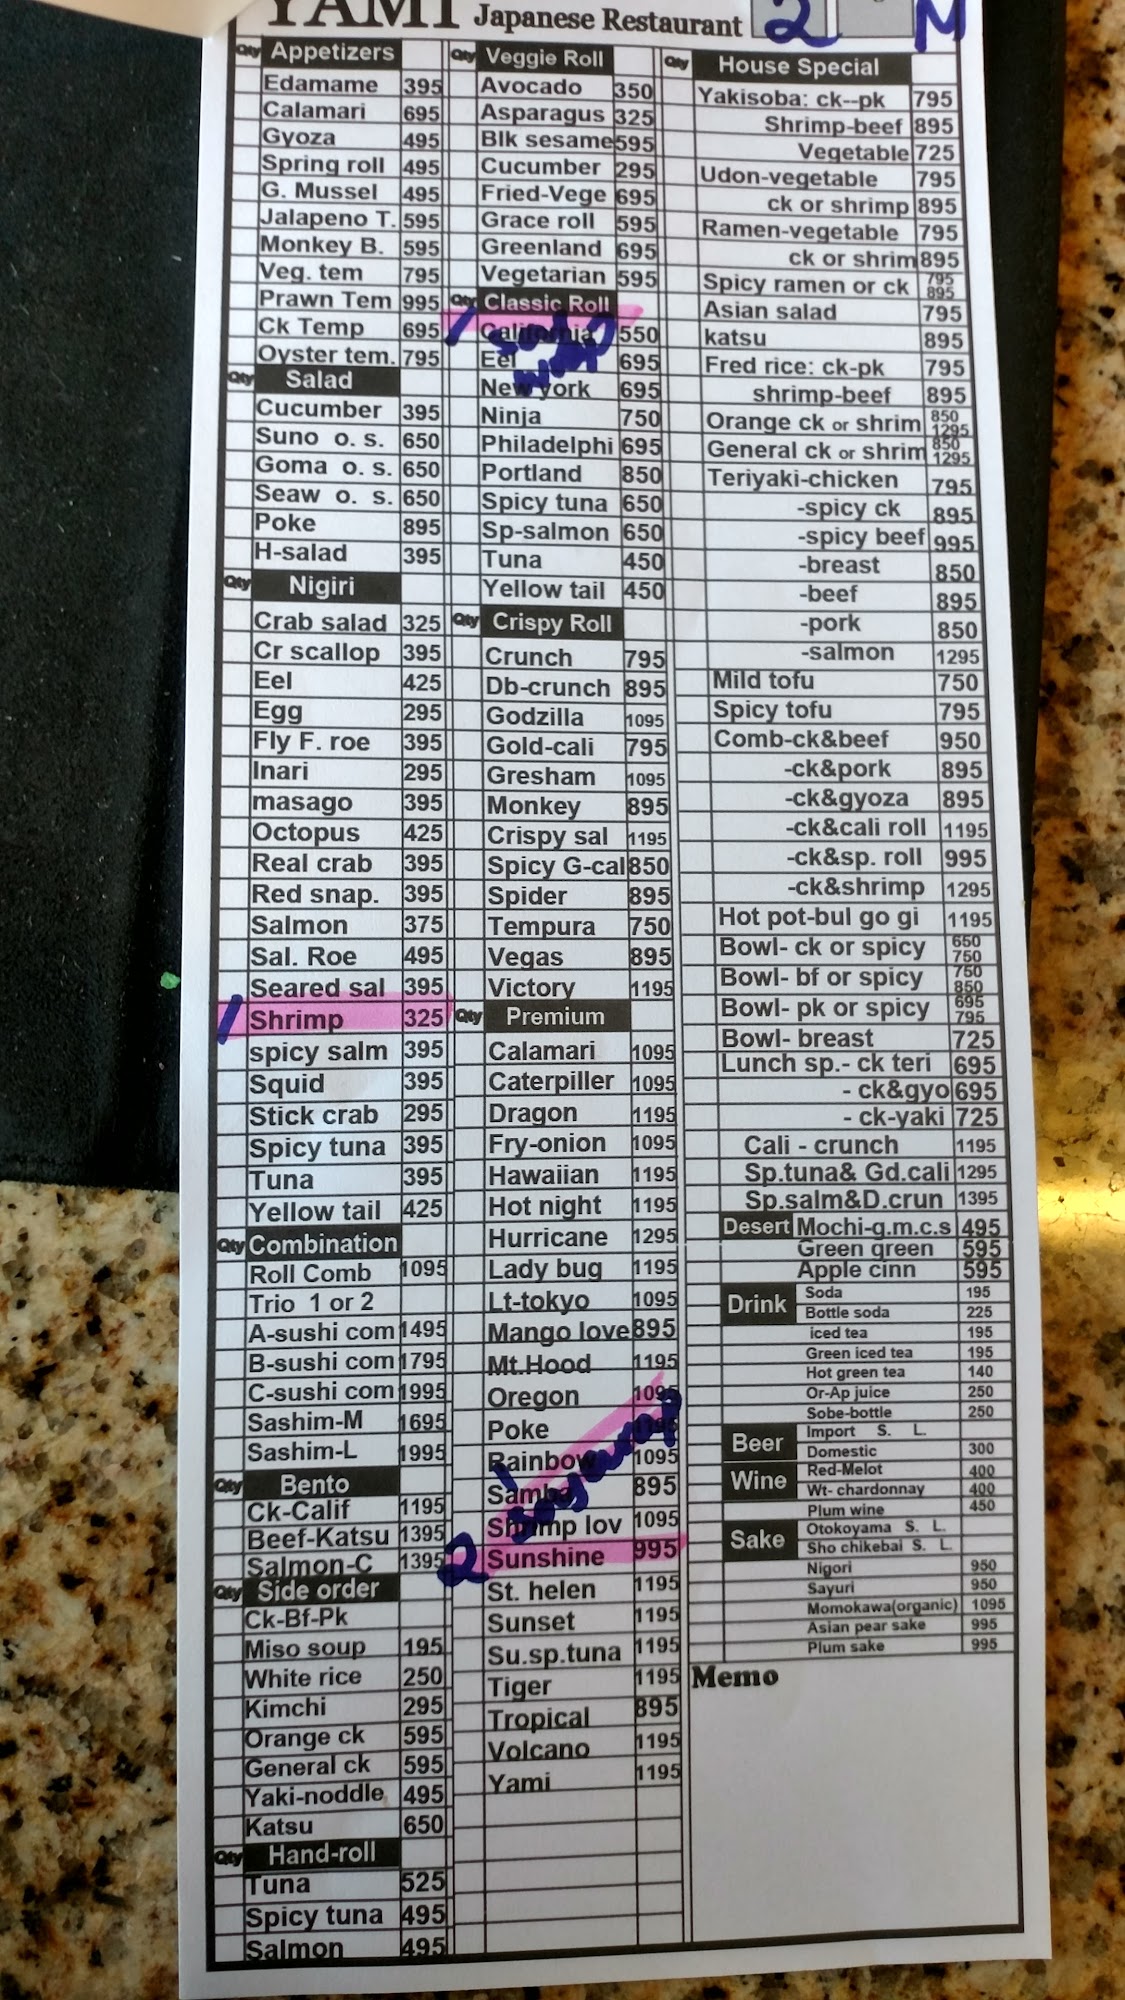 YAMI Japanese Restaurant 2 M
Qty Appetizers
Edamame 395
Calamari 695
Gyoza 495
Spring roll 495
G. Mussel 495
Jalapeno T. 595
Monkey B. 595
Veg. tem 795
Prawn Tem 995
Ck Temp 695
Oyster tem. 795
Qty Salad
Cucumber 395
Suno o. s. 650
Goma o. s. 650
Seaw o. s. 650
Poke 895
H-salad 395
Qty Nigiri
Crab salad 325
Cr scallop 395
Eel 425
Egg 295
Fly F. roe 395
Inari 295
masago 395
Octopus 425
Real crab 395
Red snap. 395
Salmon 375
Sal. Roe 495
Seared sal 395
1 Shrimp 325
spicy salm 395
Squid 395
Stick crab 295
Spicy tuna 395
Tuna 395
Yellow tail 425
Qty Combination
Roll Comb 1095
Trio 1 or 2
A-sushi com 1495
B-sushi com 1795
C-sushi com 1995
Sashim-M 1695
Sashim-L 1995
Qty Bento
Ck-Calif 1195
Beef-Katsu 1395
Salmon-C 1395
Qty Side order
Ck-Bf-Pk
Miso soup 195
White rice 250
Kimchi 295
Orange ck 595
General ck 595
Yaki-noddle 495
Katsu 650
Qty Hand-roll
Tuna 525
Spicy tuna 495
Salmon 495
Qty Veggie Roll
Avocado 350
Asparagus 325
Blk sesame 595
Cucumber 295
Fried-Vege 695
Grace roll 595
Greenland 695
Vegetarian 595
Qty Classic Roll
1 California 550
Eel 695
New york 695
Ninja 750
Philadelphi 695
Portland 850
Spicy tuna 650
Sp-salmon 650
Tuna 450
Yellow tail 450
Qty Crispy Roll
Crunch 795
Db-crunch 895
Godzilla 1095
Gold-cali 795
Gresham 1095
Monkey 895
Crispy sal 1195
Spicy G-cal 850
Spider 895
Tempura 750
Vegas 895
Victory 1195
Qty Premium
Calamari 1095
Caterpiller 1095
Dragon 1195
Fry-onion 1095
Hawaiian 1195
Hot night 1195
Hurricane 1295
Lady bug 1195
Lt-tokyo 1095
Mango love 895
Mt.Hood 1195
Oregon 1095
Poke 1195
Rainbow 1095
Samba 895
Shrimp lov 1095
2 Sunshine 995
St. helen 1195
Sunset 1195
Su.sp.tuna 1195
Tiger 1195
Tropical 895
Volcano 1195
Yami 1195
Qty House Special
Yakisoba: ck--pk 795
Shrimp-beef 895
Vegetable 725
Udon-vegetable 795
ck or shrimp 895
Ramen-vegetable 795
ck or shrim 895
Spicy ramen or ck 795 895
Asian salad 795
katsu 895
Fred rice: ck-pk 795
shrimp-beef 895
Orange ck or shrim 850 1295
General ck or shrim 850 1295
Teriyaki-chicken 795
-spicy ck 895
-spicy beef 995
-breast 850
-beef 895
-pork 850
-salmon 1295
Mild tofu 750
Spicy tofu 795
Comb-ck&beef 950
-ck&pork 895
-ck&gyoza 895
-ck&cali roll 1195
-ck&sp. roll 995
-ck&shrimp 1295
Hot pot-bul go gi 1195
Bowl- ck or spicy 650 750
Bowl- bf or spicy 750 850
Bowl- pk or spicy 695 795
Bowl- breast 725
Lunch sp.- ck teri 695
- ck&gyo 695
- ck-yaki 725
Cali - crunch 1195
Sp.tuna& Gd.cali 1295
Sp.salm&D.crun 1395
Desert Mochi-g.m.c.s 495
Green green 595
Apple cinn 595
Drink Soda 195
Bottle soda 225
iced tea 195
Green iced tea 195
Hot green tea 140
Or-Ap juice 250
Sobe-bottle 250
Beer Import S. L.
Domestic 300
Wine Red-Melot 400
Wt- chardonnay 400
Plum wine 450
Sake Otokoyama S. L.
Sho chikebai S. L.
Nigori 950
Sayuri 950
Momokawa(organic) 1095
Asian pear sake 995
Plum sake 995
Memo